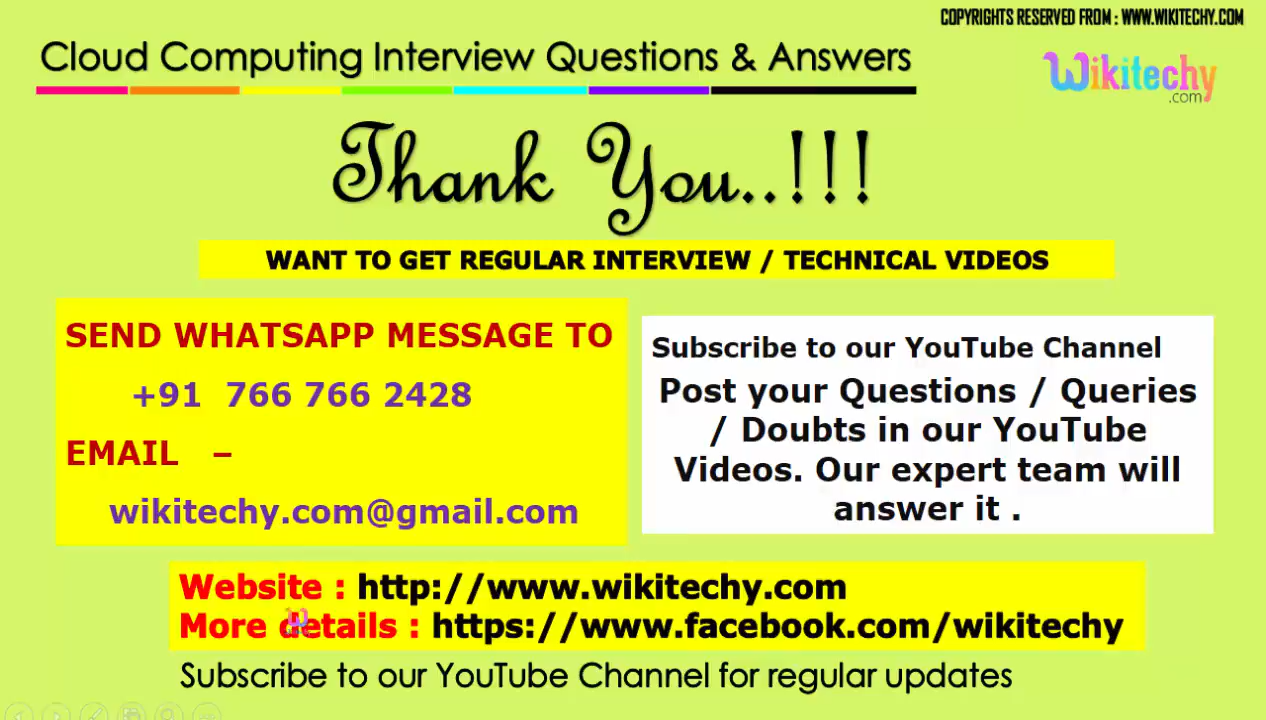 COPYRIGHTS RESERVED FROM : WWW.WIKITECHY.COM
Cloud Computing Interview Questions & Answers
Wikitechy
.com
Thank You..!!!
WANT TO GET REGULAR INTERVIEW / TECHNICAL VIDEOS
SEND WHATSAPP MESSAGE TO
+91 766 766 2428
EMAIL –
wikitechy.com@gmail.com
Subscribe to our YouTube Channel
Post your Questions / Queries
/ Doubts in our YouTube
Videos. Our expert team will
answer it .
Website : http://www.wikitechy.com
More details : https://www.facebook.com/wikitechy
Subscribe to our YouTube Channel for regular updates